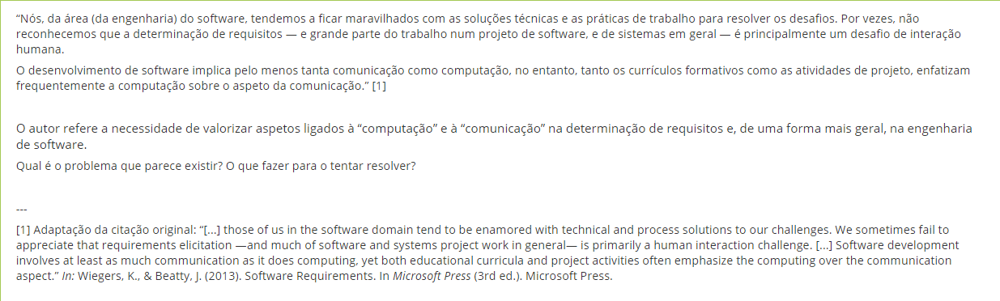 “Nós, da área (da engenharia) do software, tendemos a ficar maravilhados com as soluções técnicas e as práticas de trabalho para resolver os desafios. Por vezes, não
reconhecemos que a determinação de requisitos — e grande parte do trabalho num projeto de software, e de sistemas em geral — é principalmente um desafio de interação
humana.
O desenvolvimento de software implica pelo menos tanta comunicação como computação, no entanto, tanto os currículos formativos como as atividades de projeto, enfatizam
frequentemente a computação sobre o aspeto da comunicação.” [1]
O autor refere a necessidade de valorizar aspetos ligados à “computação” e à “comunicação” na determinação de requisitos e, de uma forma mais geral, na engenharia
de software.
Qual é o problema que parece existir? O que fazer para o tentar resolver?
---
[1] Adaptação da citação original: “[...] those of us in the software domain tend to be enamored with technical and process solutions to our challenges. We sometimes fail to
appreciate that requirements elicitation —and much of software and systems project work in general— is primarily a human interaction challenge. [...] Software development
involves at least as much communication as it does computing, yet both educational curricula and project activities often emphasize the computing over the communication
aspect.” In: Wiegers, K., & Beatty, J. (2013). Software Requirements. In Microsoft Press (3rd ed.). Microsoft Press.